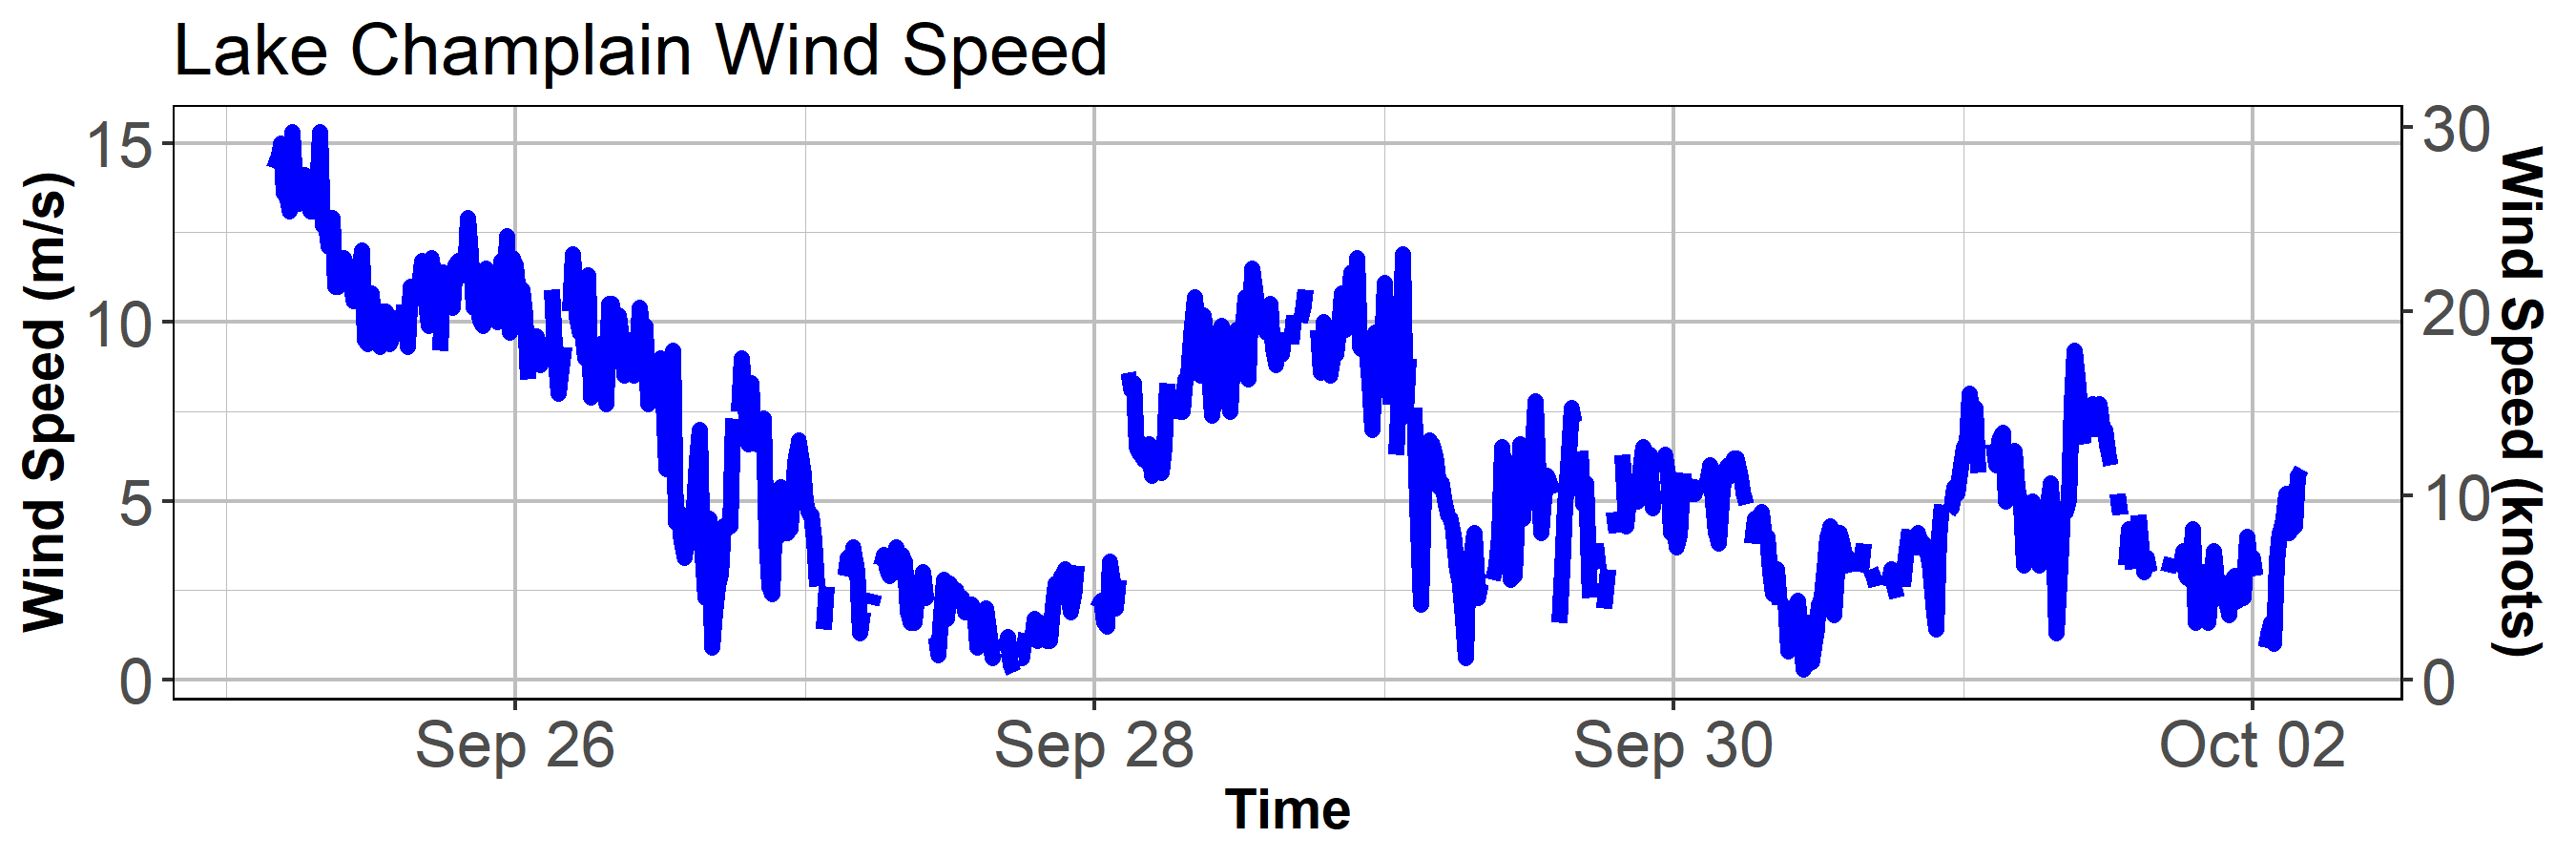 Lake Champlain Wind Speed
Wind Speed (m/s)
15
10
5
0
30
20
10
0
Wind Speed (knots)
Sep 26
Sep 28
Sep 30
Oct 02
Time